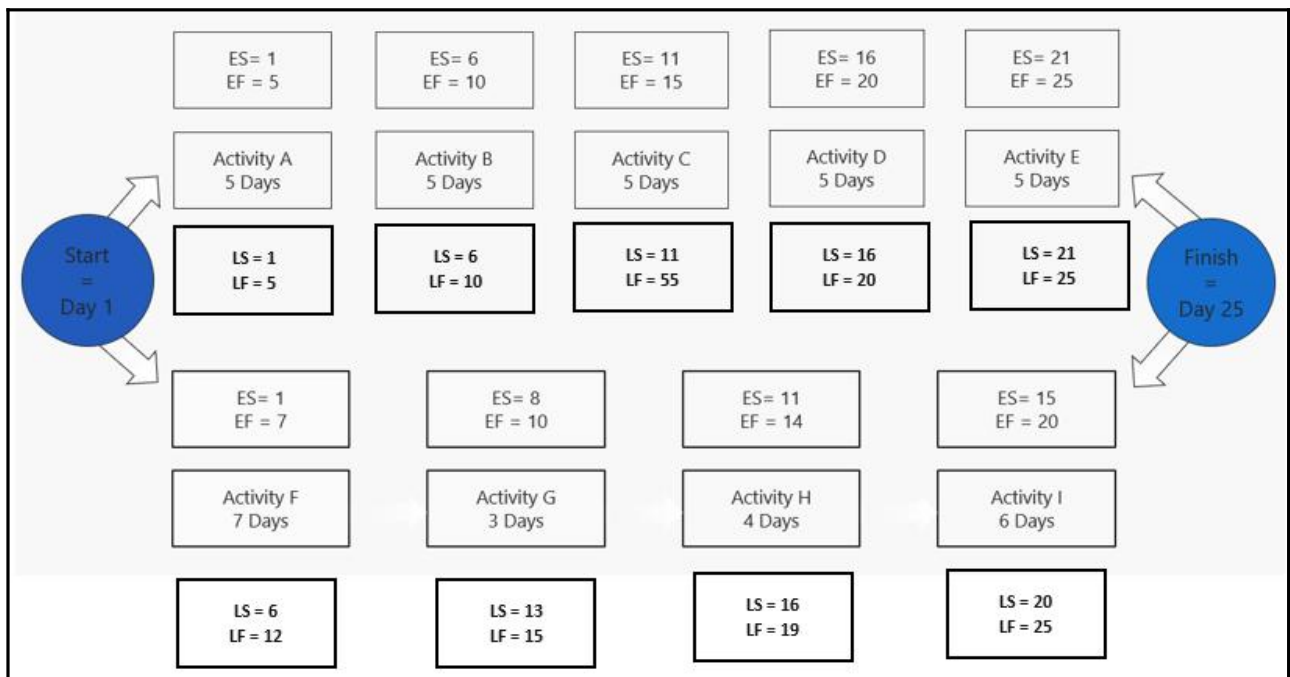 ES= 1
EF = 5
ES= 6
EF = 10
ES= 11
EF = 15
ES= 16
EF = 20
ES= 21
EF = 25
Activity A
5 Days
Activity B
5 Days
Activity C
5 Days
Activity D
5 Days
Activity E
5 Days
Start
=
Day 1
LS = 1
LF = 5
LS = 6
LF = 10
LS = 11
LF = 55
LS = 16
LF = 20
LS = 21
LF = 25
Finish
=
Day 25
ES= 1
EF = 7
ES= 8
EF = 10
ES= 11
EF = 14
ES= 15
EF = 20
Activity F
7 Days
Activity G
3 Days
Activity H
4 Days
Activity I
6 Days
LS = 6
LF = 12
LS = 13
LF = 15
LS = 16
LF = 19
LS = 20
LF = 25